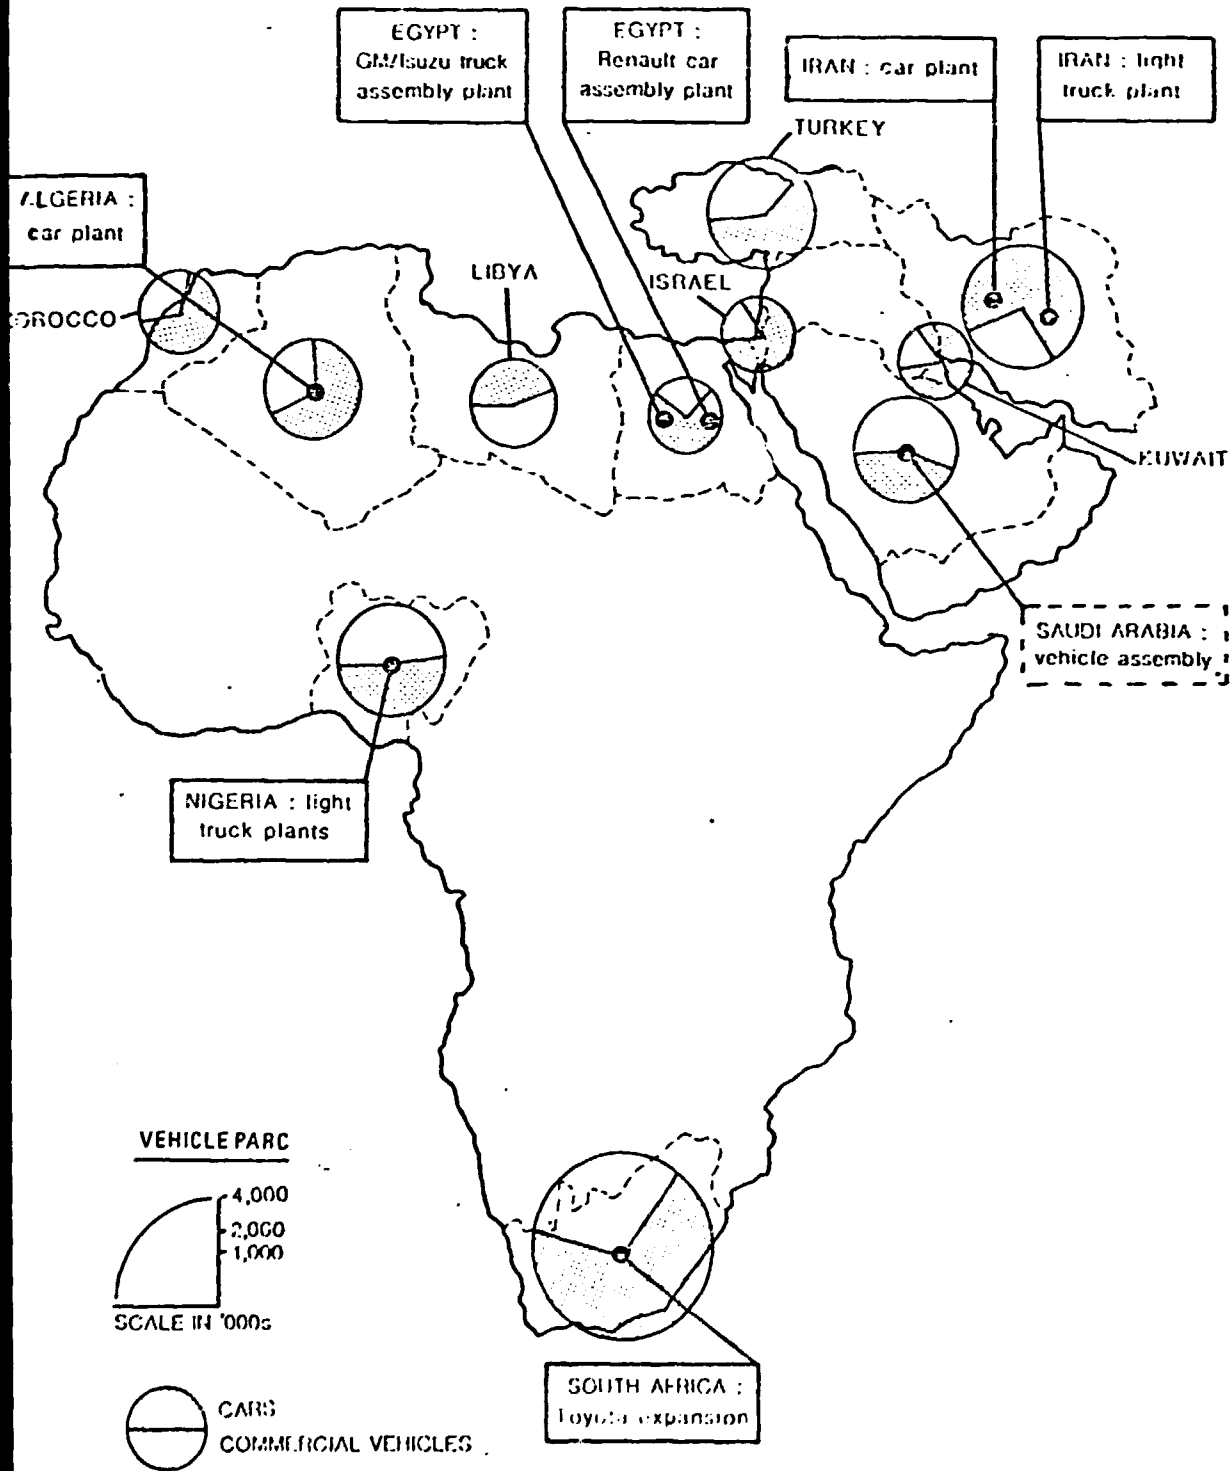 EGYPT :
GM/Isuzu truck
assembly plant
EGYPT :
Renault car
assembly plant
IRAN : car plant
IRAN : light
truck plant
TURKEY
ALGERIA :
car plant
LIBYA
ISRAEL
OROCCO
KUWAIT
SAUDI ARABIA :
vehicle assembly
NIGERIA : light
truck plants
VEHICLE PARC
4,000
2,000
1,000
SCALE IN '000s
SOUTH AFRICA :
Toyota expansion
CARS
COMMERCIAL VEHICLES